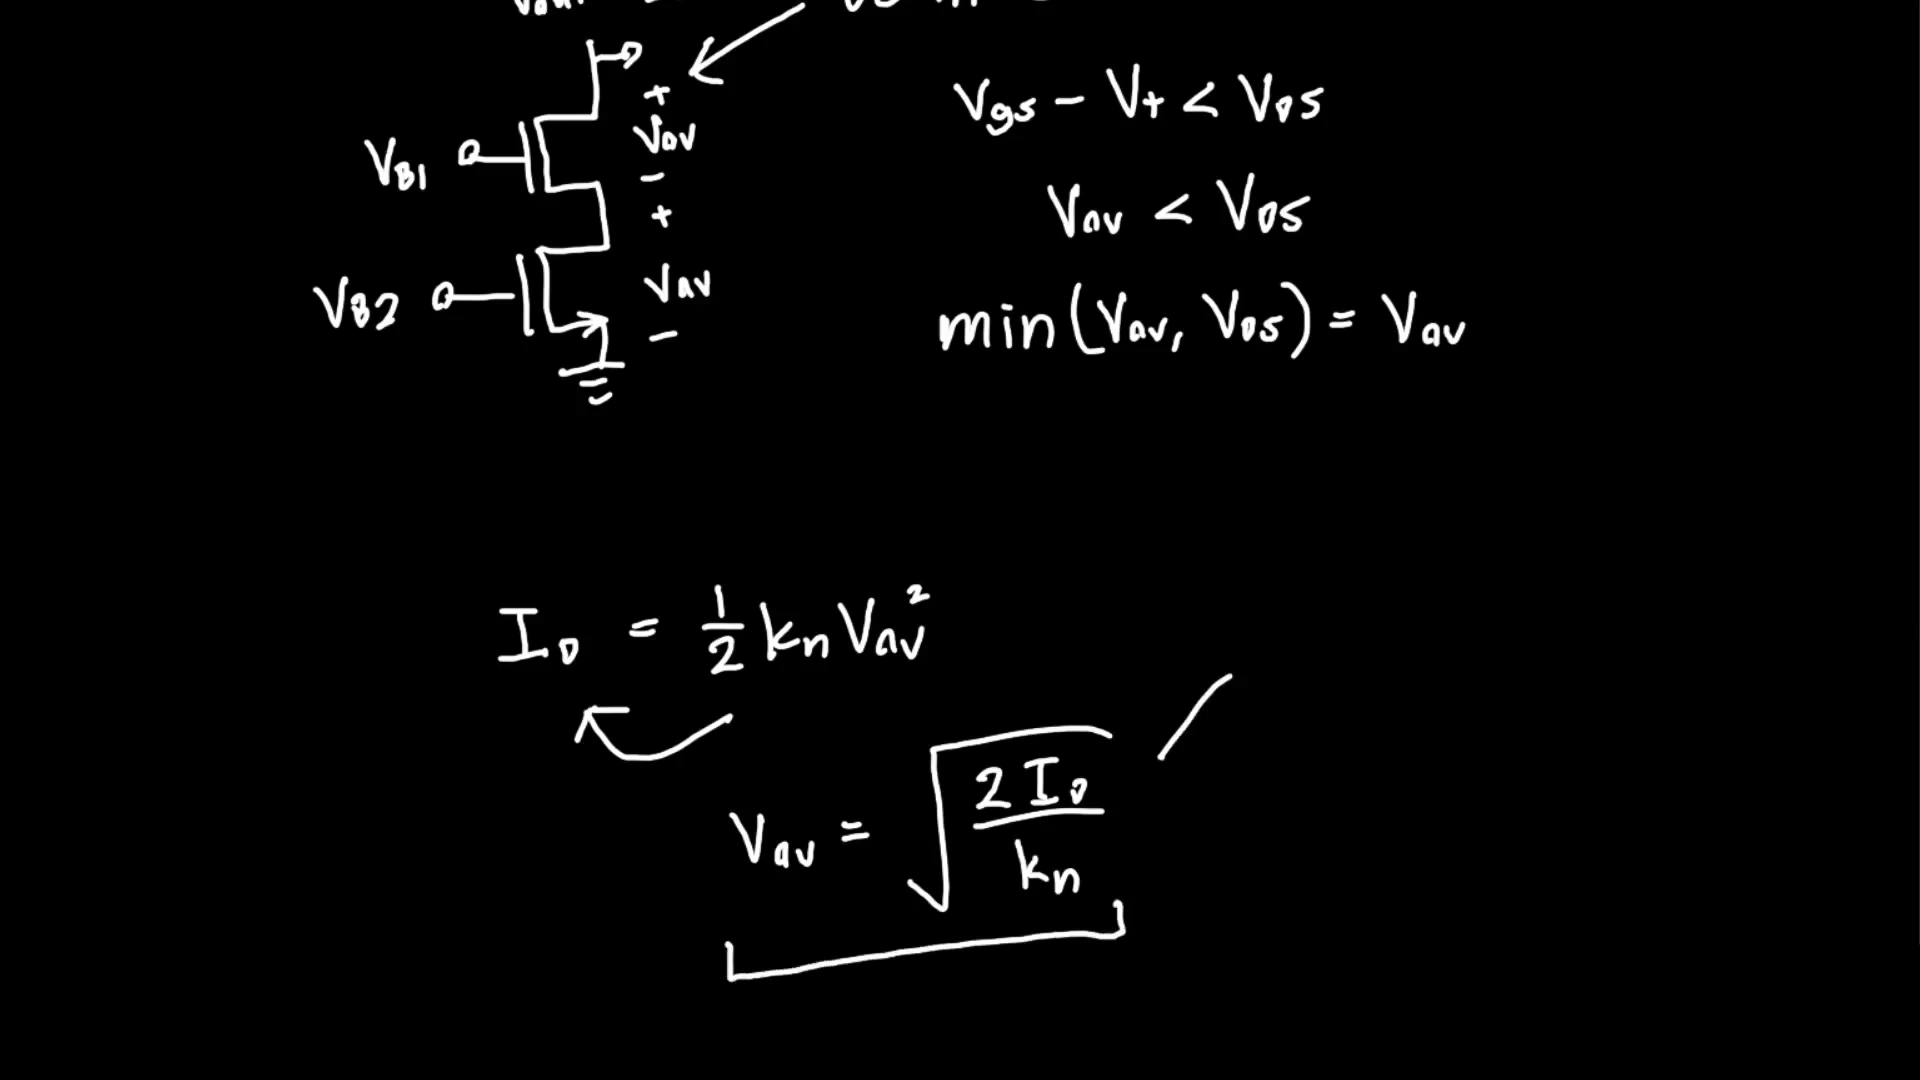 Vgs - Vt < VDS
+
Vov
-
VB1
+
Vov < VDS
VB2
Vov
-
min(Vov, VDS) = Vov
ID = 1/2 kn Vov²
Vov = √(2ID/kn)